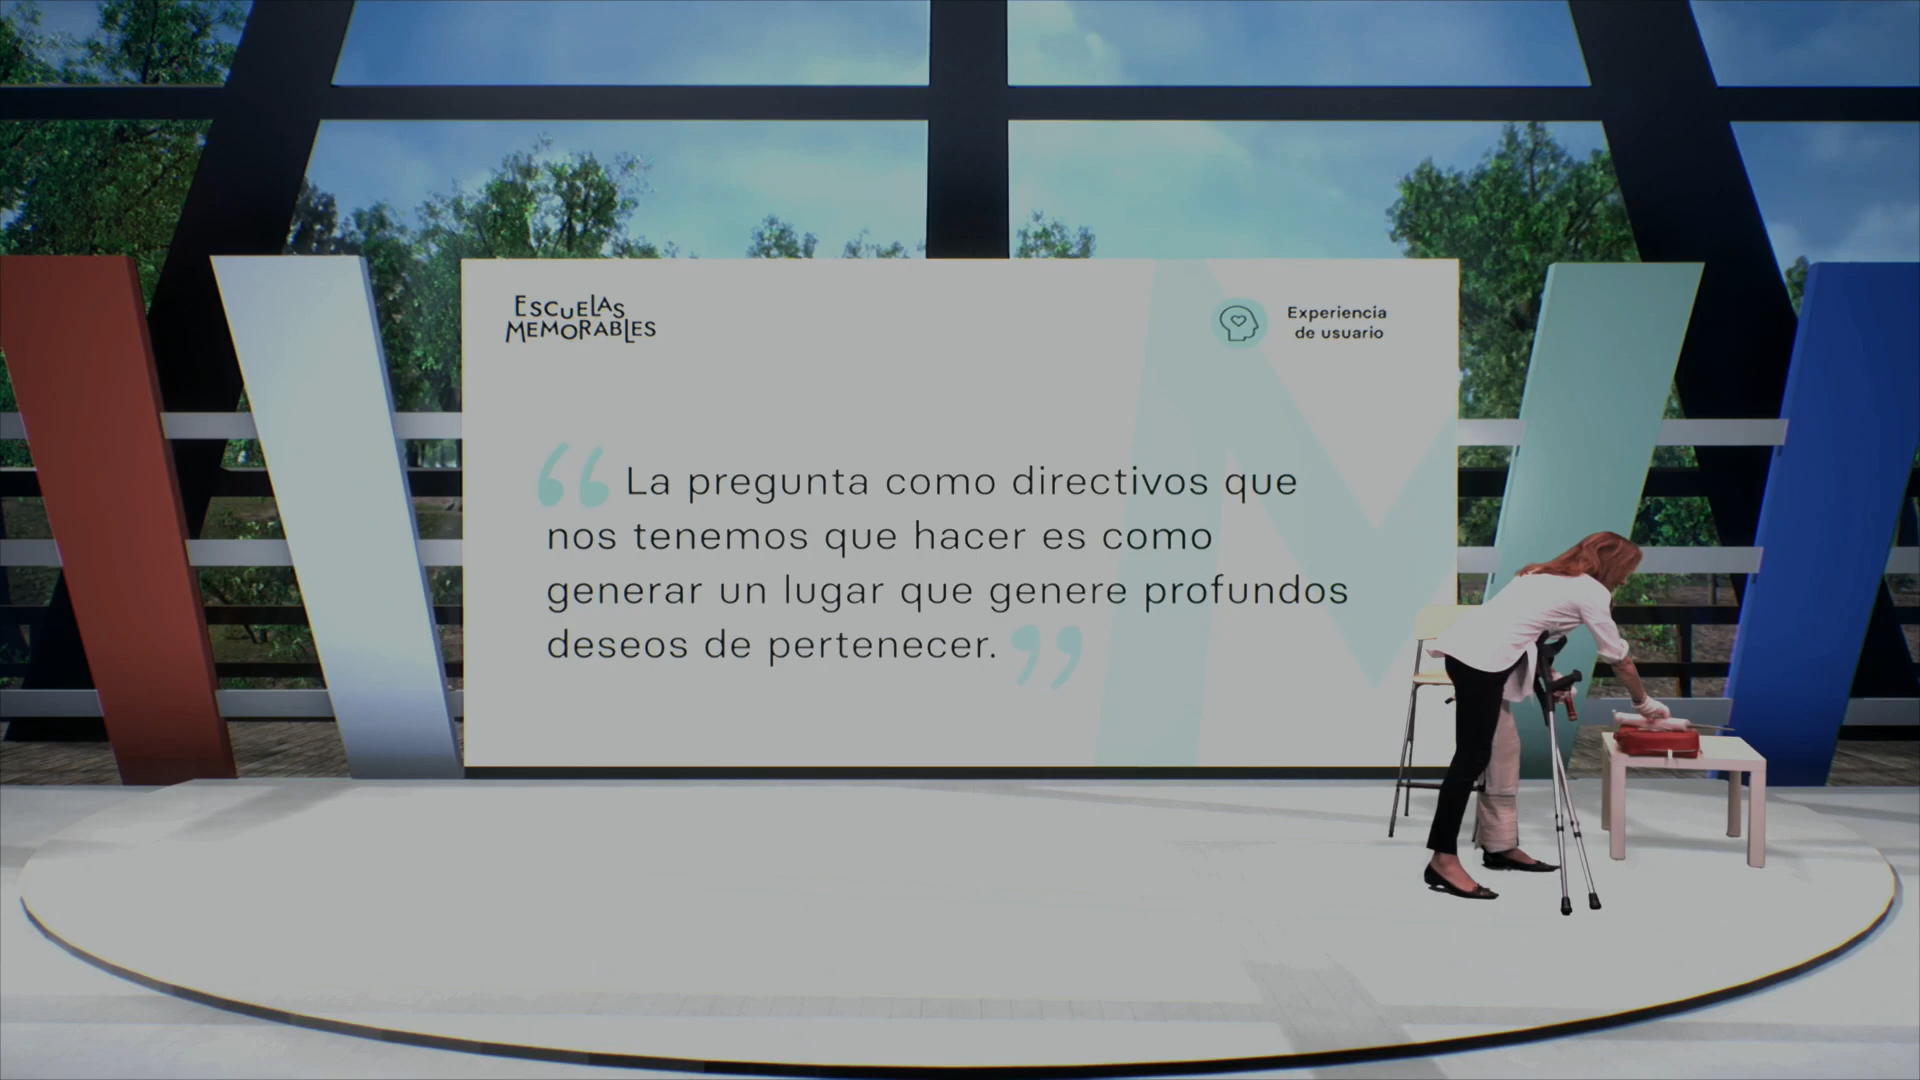 ESCUELAS
MEMORABLES
Experiencia
de usuario
“ La pregunta como directivos que
nos tenemos que hacer es como
generar un lugar que genere profundos
deseos de pertenecer. ”